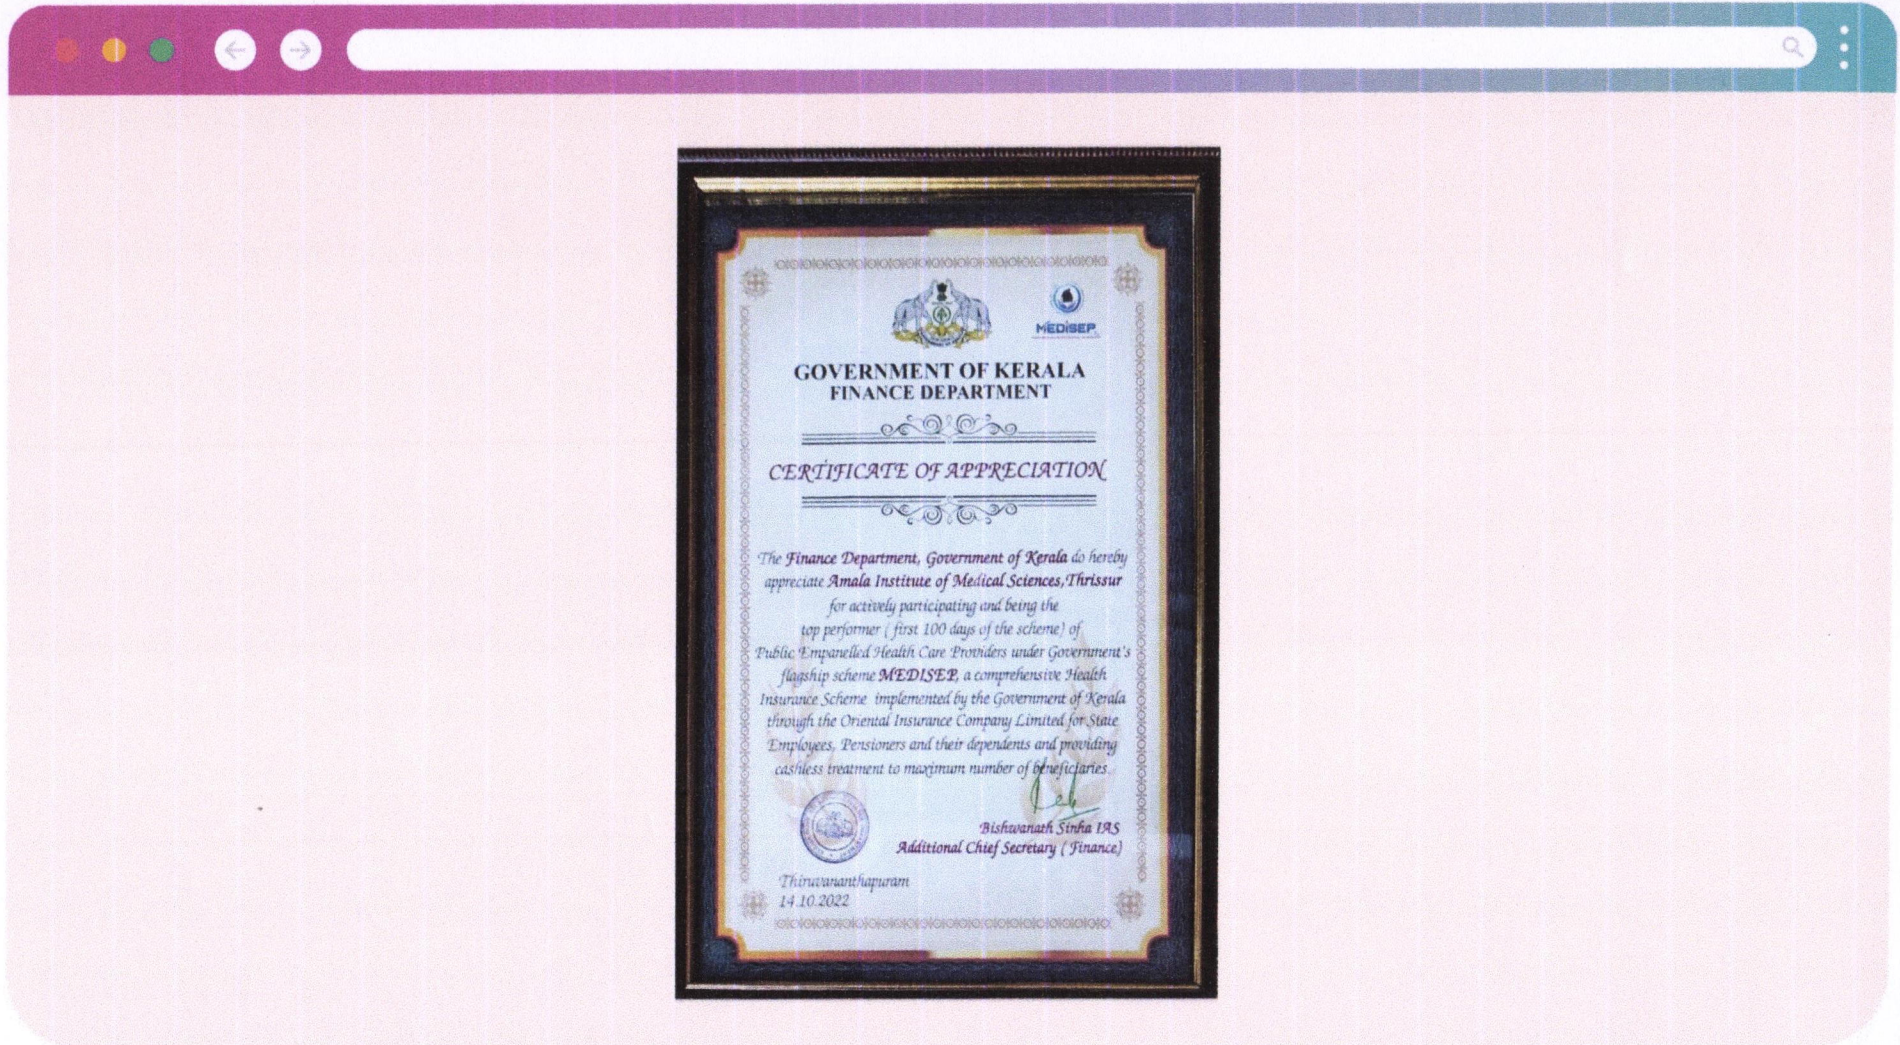 MEDISEP
GOVERNMENT OF KERALA
FINANCE DEPARTMENT
CERTIFICATE OF APPRECIATION
The Finance Department, Government of Kerala do hereby
appreciate Amala Institute of Medical Sciences,Thrissur
for actively participating and being the
top performer ( first 100 days of the scheme) of
Public Empanelled Health Care Providers under Government's
flagship scheme MEDISEP, a comprehensive Health
Insurance Scheme implemented by the Government of Kerala
through the Oriental Insurance Company Limited for State
Employees, Pensioners and their dependents and providing
cashless treatment to maximum number of beneficiaries.
Bishwanath Sinha IAS
Additional Chief Secretary ( Finance)
Thiruvananthapuram
14.10.2022